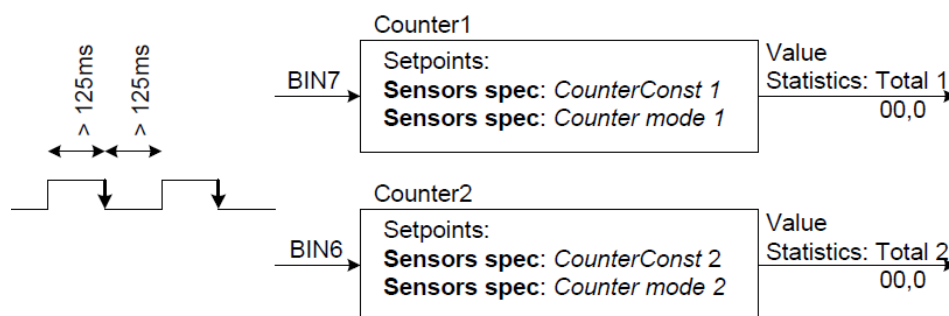 > 125ms
> 125ms
Counter1
BIN7
Setpoints:
Sensors spec: CounterConst 1
Sensors spec: Counter mode 1
Value
Statistics: Total 1
00,0
Counter2
BIN6
Setpoints:
Sensors spec: CounterConst 2
Sensors spec: Counter mode 2
Value
Statistics: Total 2
00,0